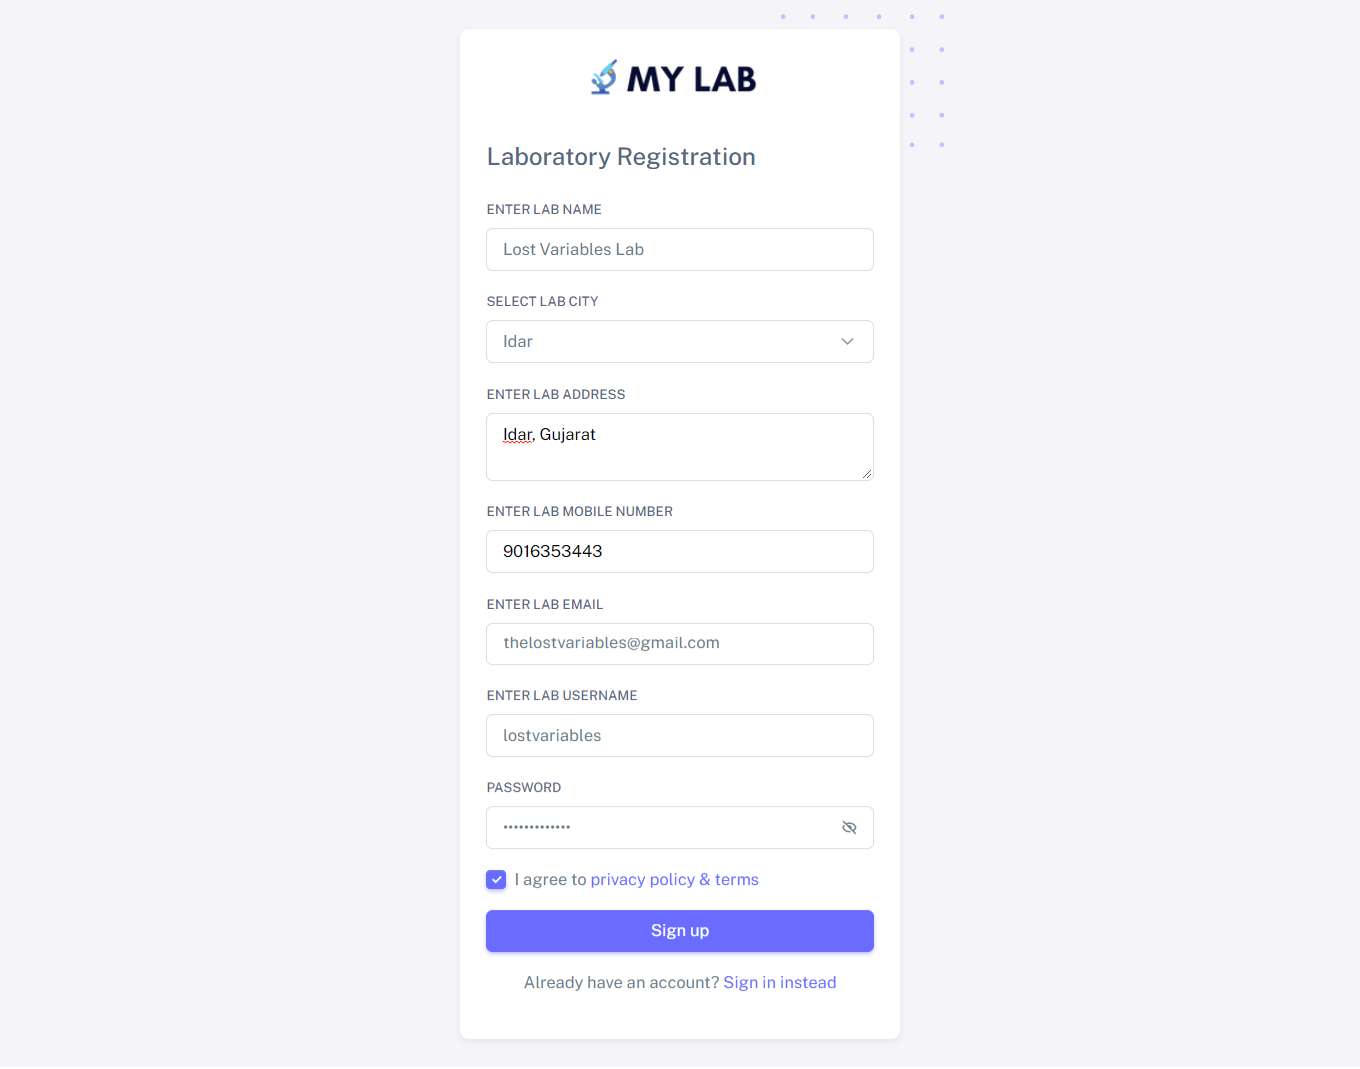 MY LAB
Laboratory Registration
ENTER LAB NAME
Lost Variables Lab
SELECT LAB CITY
Idar
ENTER LAB ADDRESS
Idar, Gujarat
ENTER LAB MOBILE NUMBER
9016353443
ENTER LAB EMAIL
thelostvariables@gmail.com
ENTER LAB USERNAME
lostvariables
PASSWORD
•••••••••••••
I agree to privacy policy & terms
Sign up
Already have an account? Sign in instead